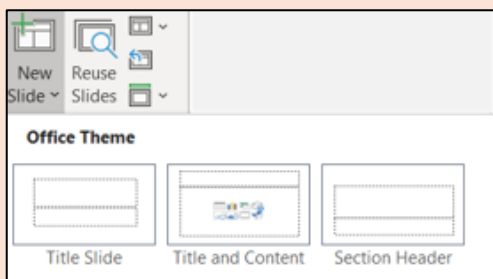 New Reuse
Slide Slides
Office Theme
Title Slide Title and Content Section Header